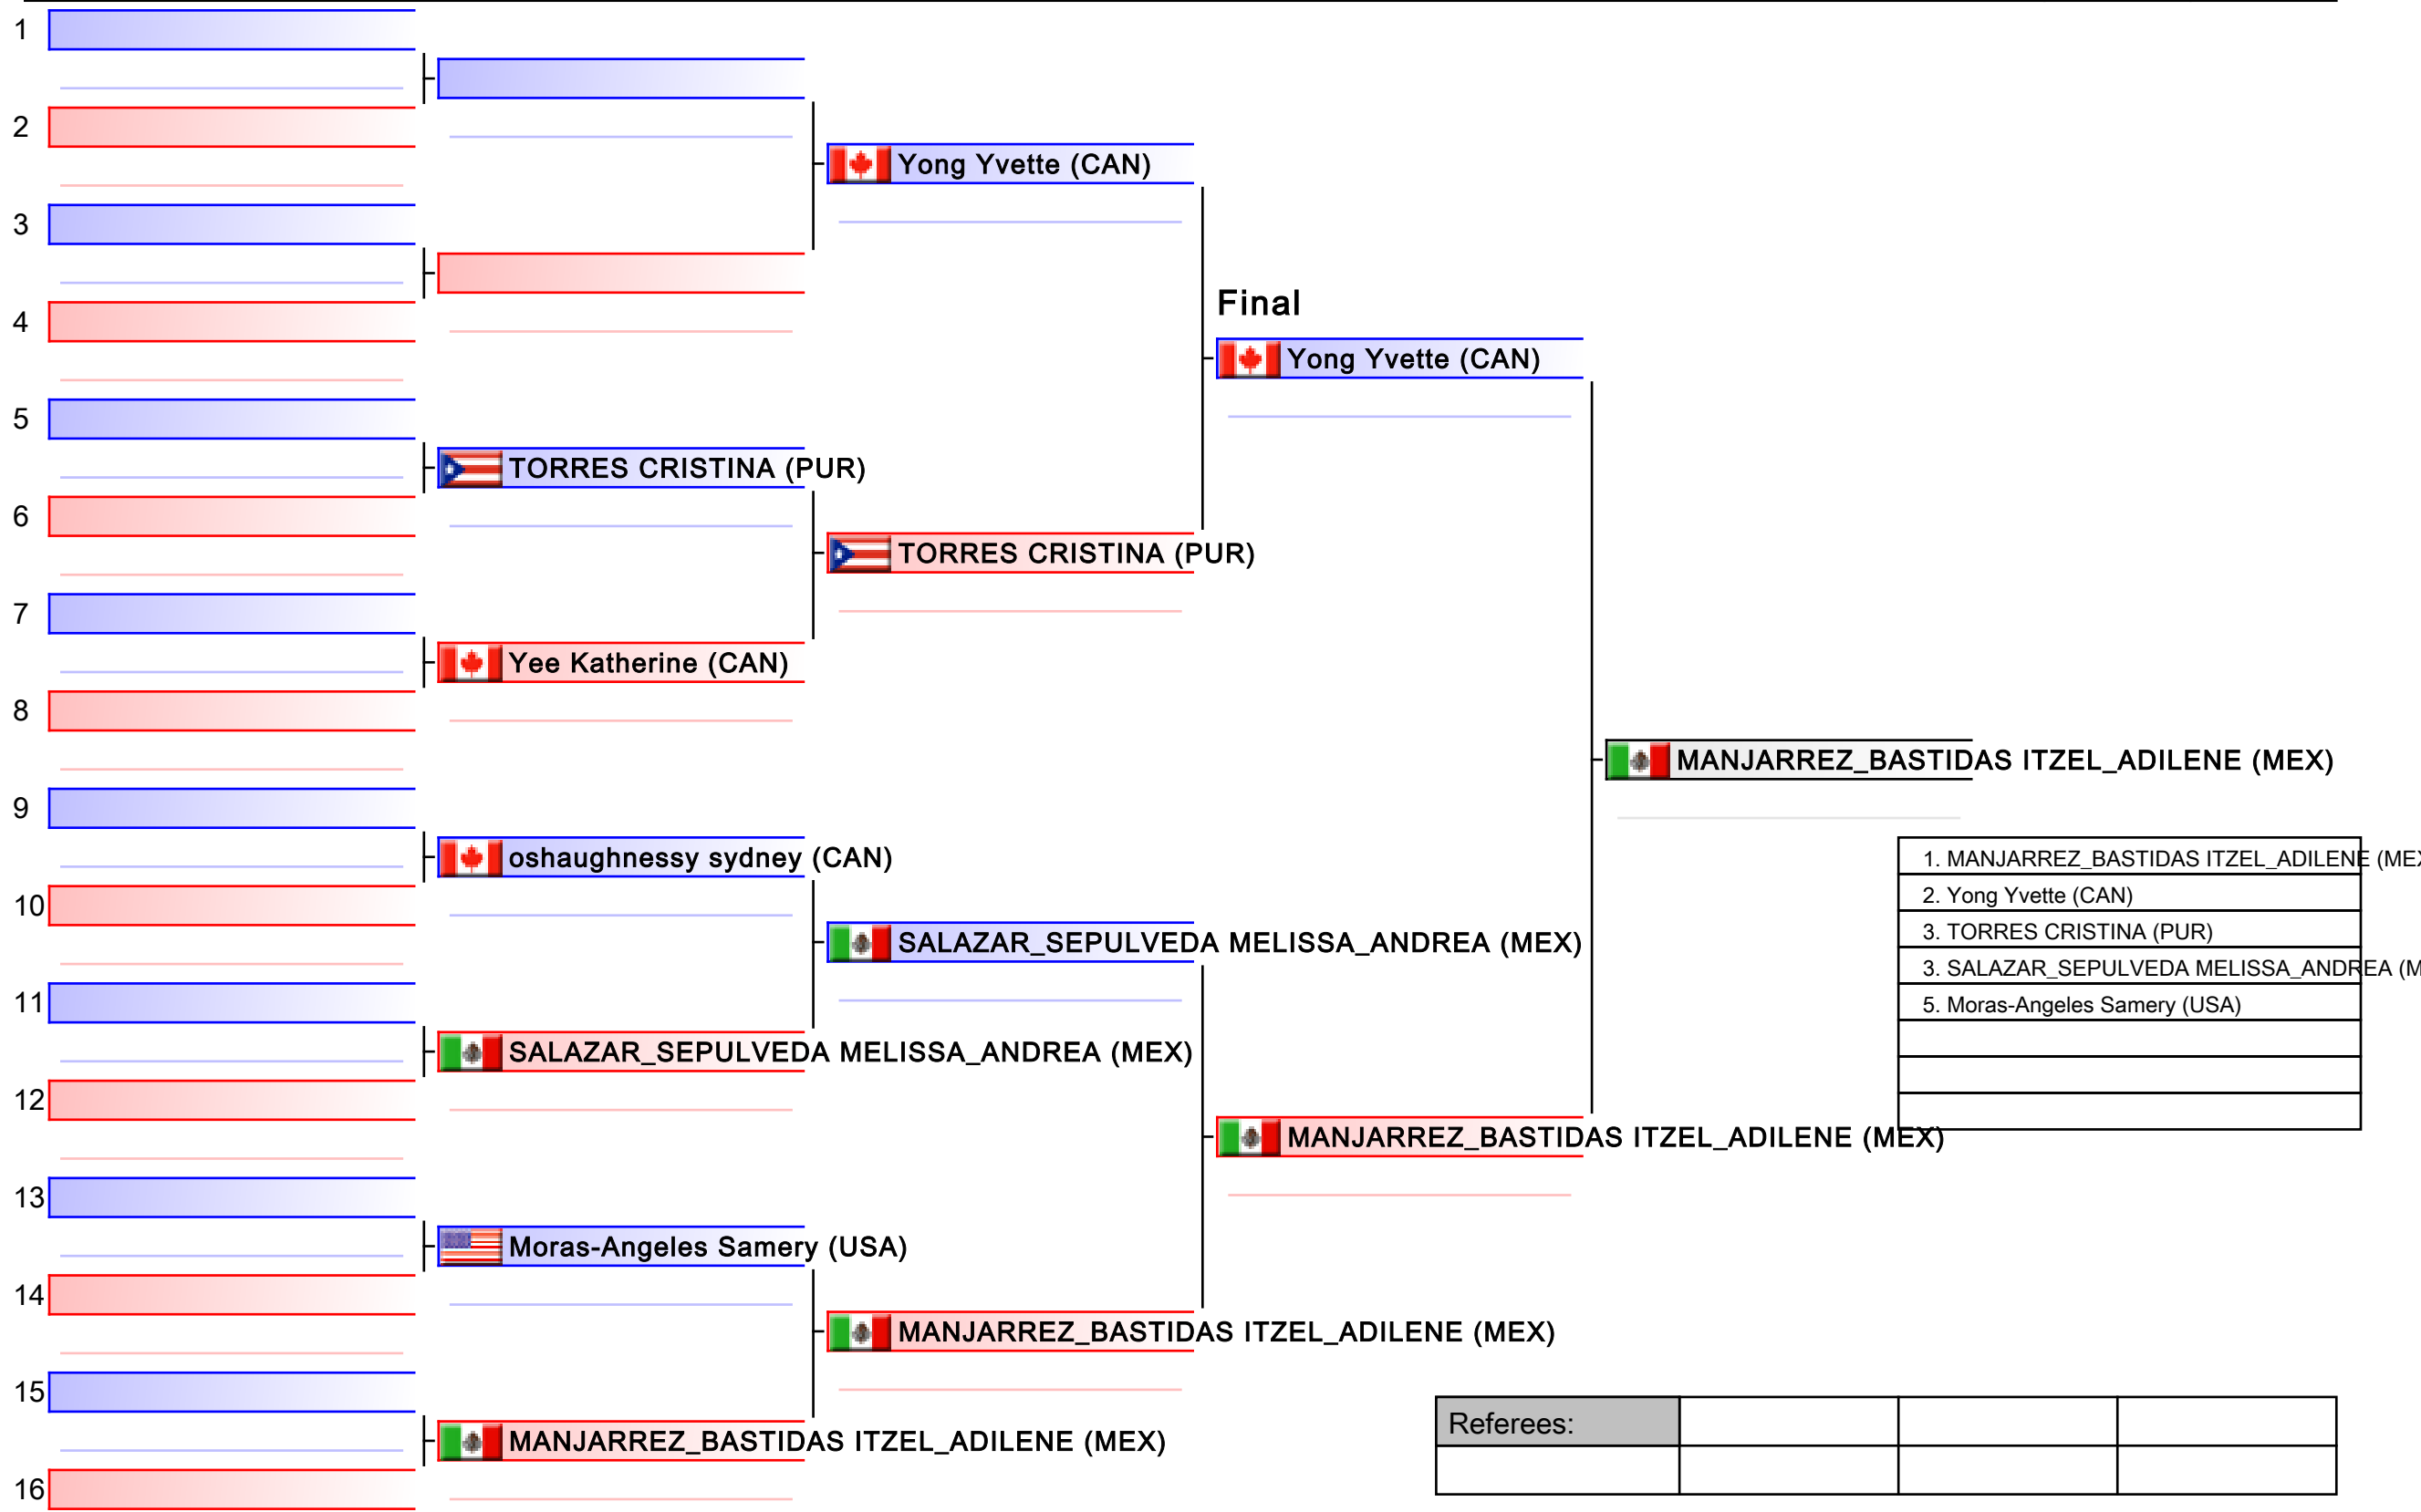 1
2
Yong Yvette (CAN)
3
Final
4
Yong Yvette (CAN)
5
TORRES CRISTINA (PUR)
6
TORRES CRISTINA (PUR)
7
Yee Katherine (CAN)
8
MANJARREZ_BASTIDAS ITZEL_ADILENE (MEX)
9
oshaughnessy sydney (CAN)
1. MANJARREZ_BASTIDAS ITZEL_ADILENE (MEX
2. Yong Yvette (CAN)
10
3. TORRES CRISTINA (PUR)
SALAZAR_SEPULVEDA MELISSA_ANDREA (MEX)
3. SALAZAR_SEPULVEDA MELISSA_ANDREA (M
11
5. Moras-Angeles Samery (USA)
SALAZAR_SEPULVEDA MELISSA_ANDREA (MEX)
12
MANJARREZ_BASTIDAS ITZEL_ADILENE (MEX)
13
Moras-Angeles Samery (USA)
14
MANJARREZ_BASTIDAS ITZEL_ADILENE (MEX)
15
Referees:
MANJARREZ_BASTIDAS ITZEL_ADILENE (MEX)
16